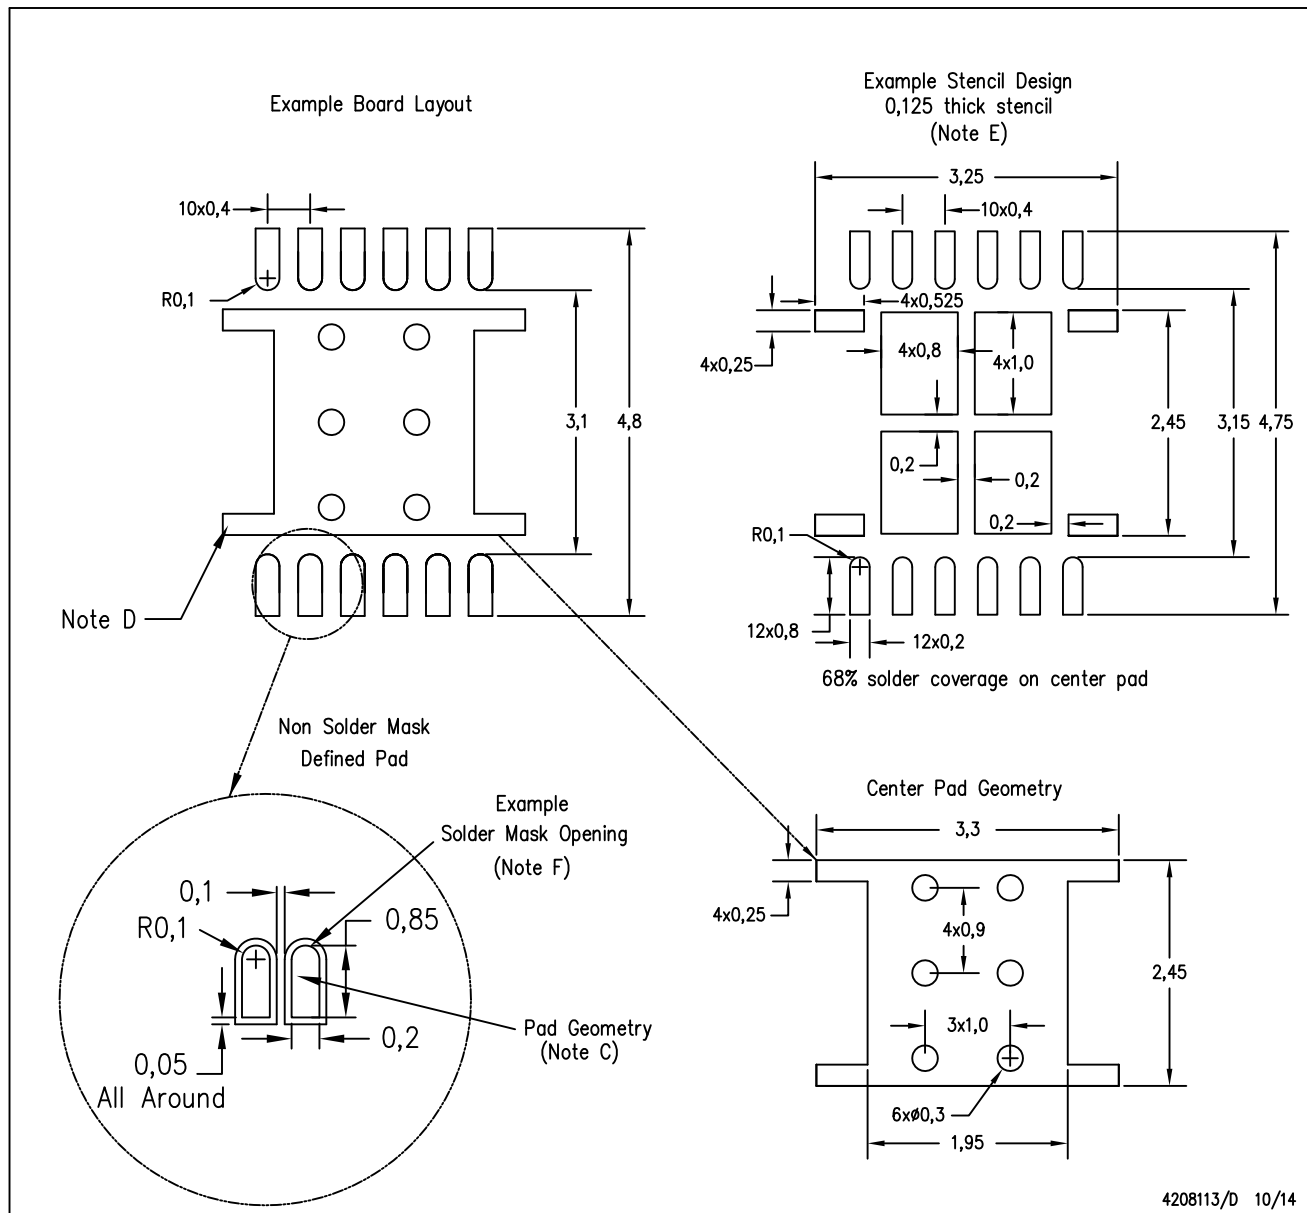 Example Board Layout
10x0,4
R0,1
3,1
4,8
Note D
Example Stencil Design
0,125 thick stencil
(Note E)
3,25
10x0,4
4x0,525
4x0,25
4x0,8
4x1,0
2,45
3,15
4,75
0,2
0,2
0,2
R0,1
12x0,8
12x0,2
68% solder coverage on center pad
Non Solder Mask
Defined Pad
Example
Solder Mask Opening
(Note F)
0,1
R0,1
0,85
Pad Geometry
(Note C)
0,2
0,05
All Around
Center Pad Geometry
3,3
4x0,25
4x0,9
2,45
3x1,0
6xø0,3
1,95
4208113/D 10/14